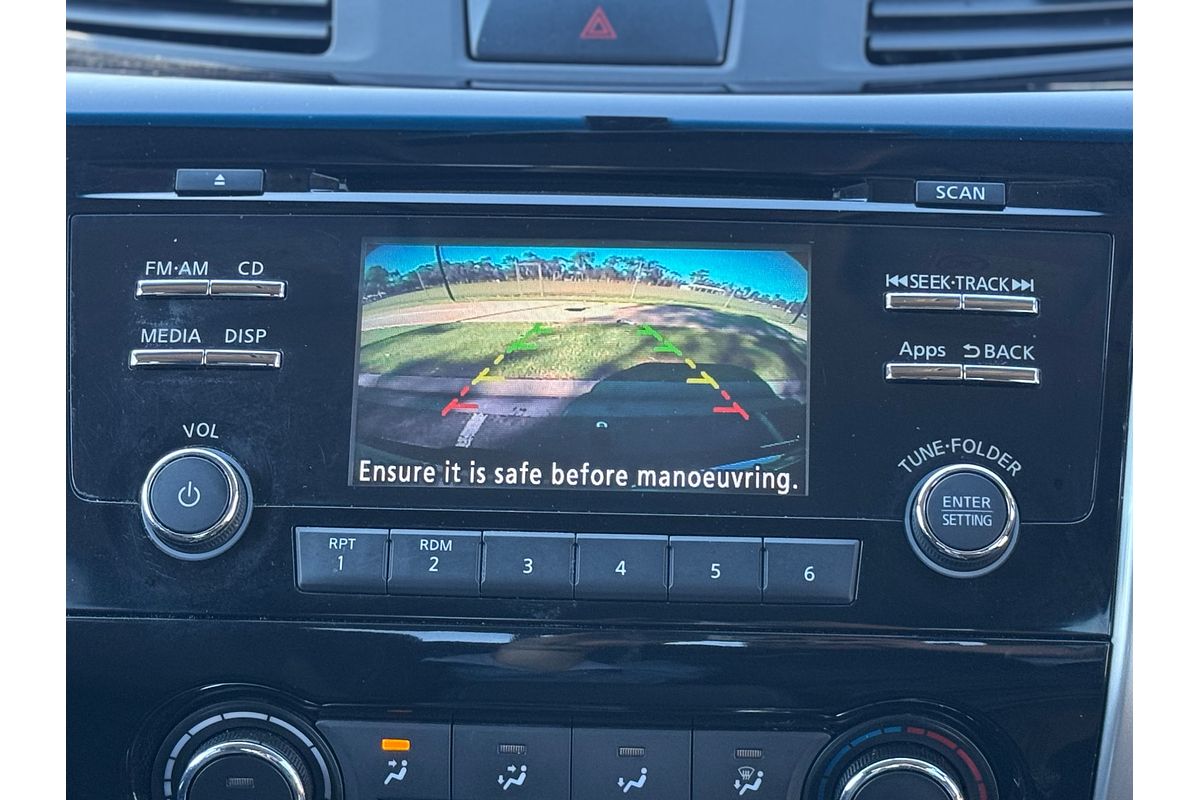 SCAN
FM·AM CD
SEEK·TRACK
MEDIA DISP
Apps BACK
VOL
TUNE·FOLDER
Ensure it is safe before manoeuvring.
ENTER
SETTING
RPT RDM
1 2 3 4 5 6